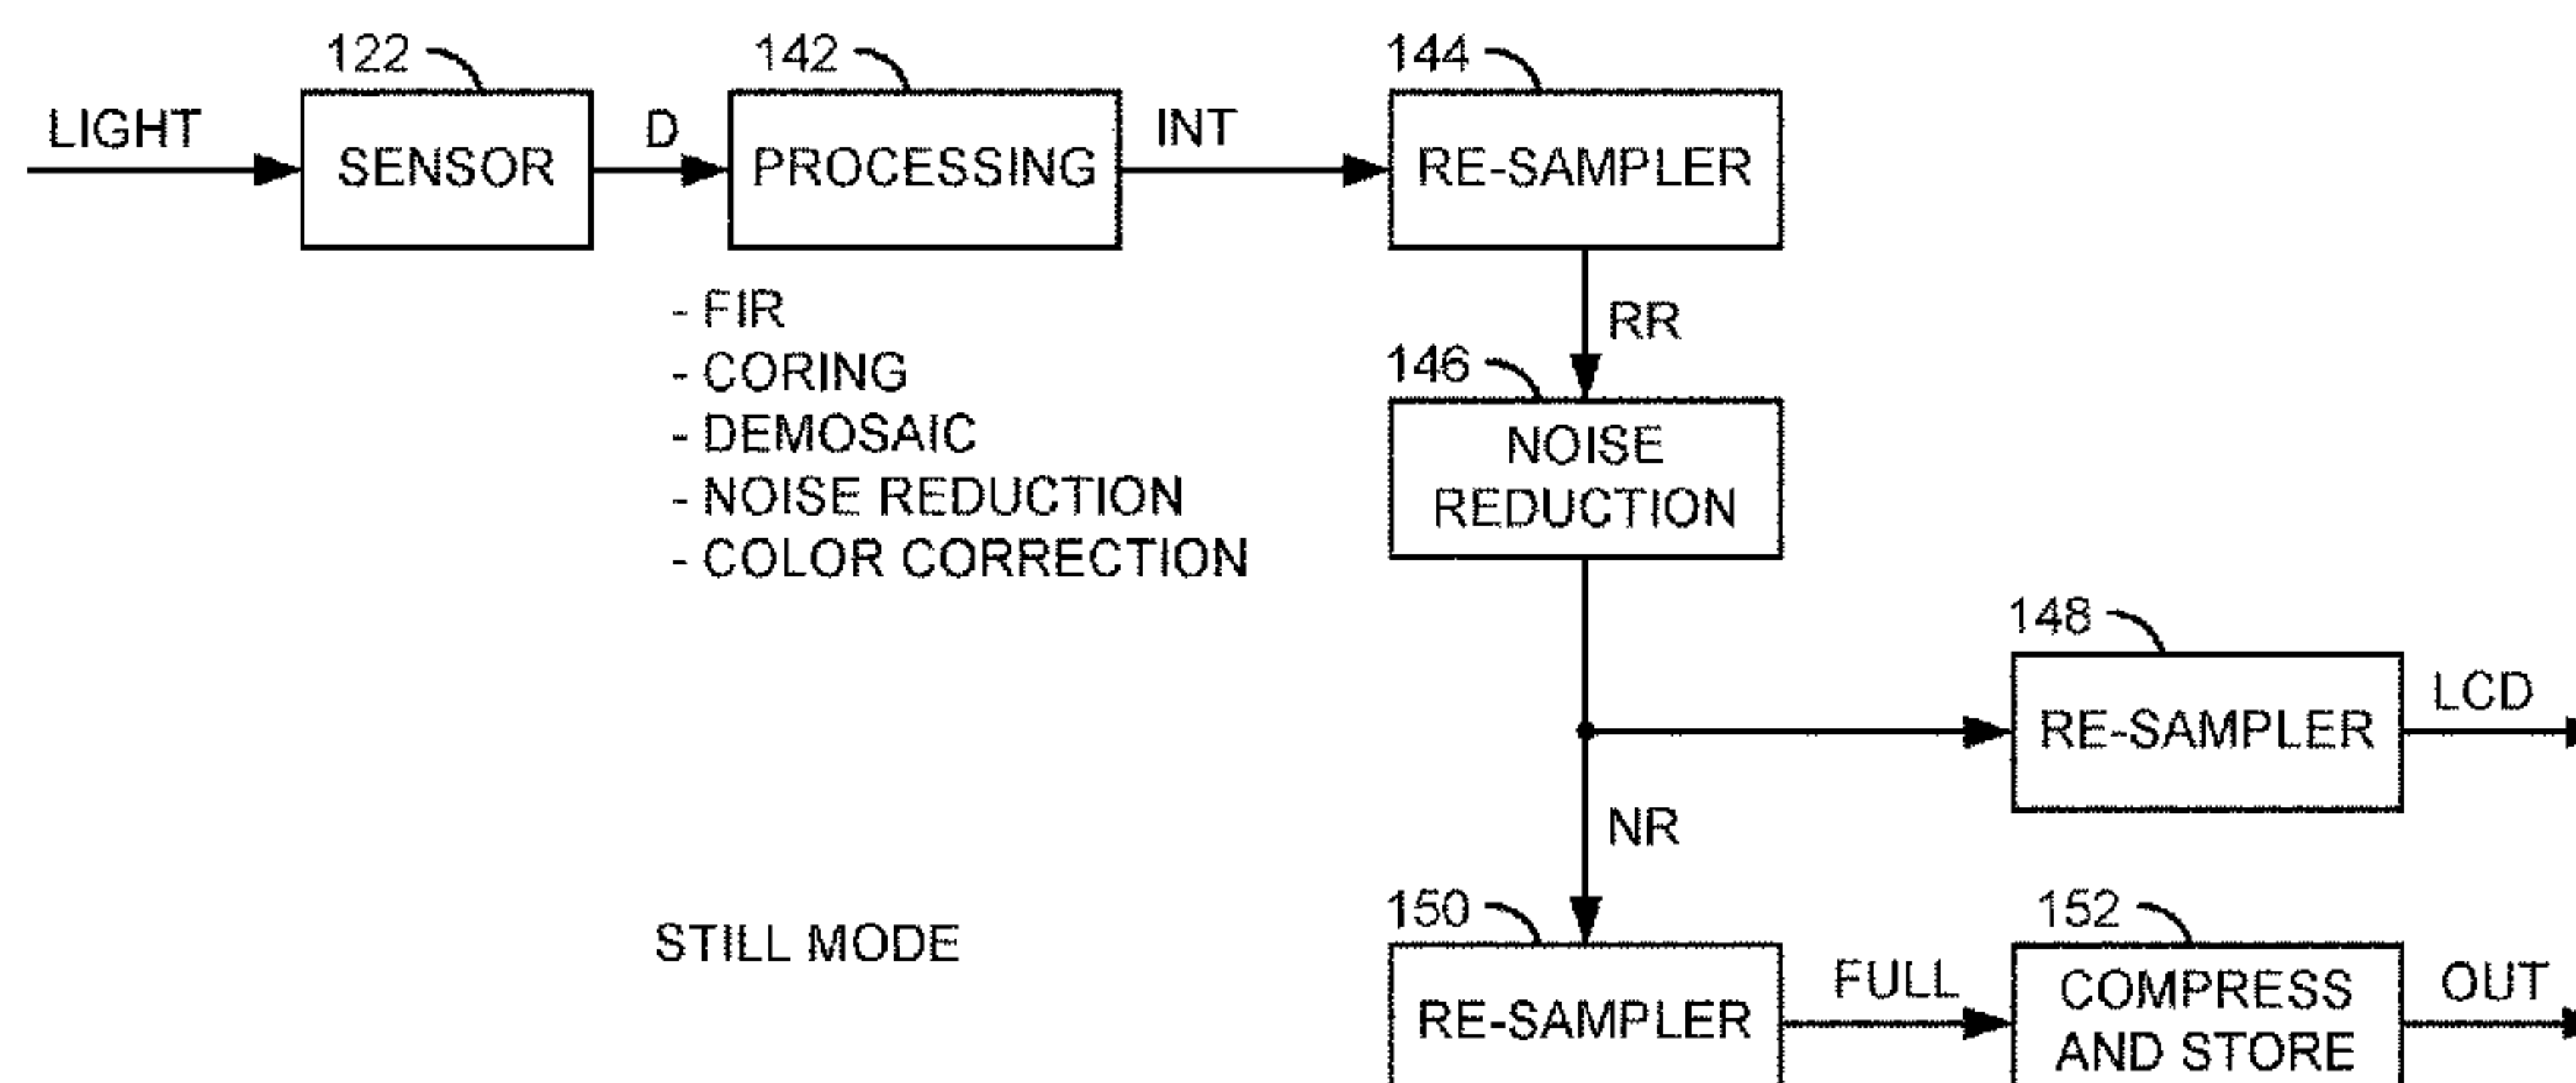 122
142
144
LIGHT
SENSOR
D
PROCESSING
INT
RE-SAMPLER
- FIR
- CORING
- DEMOSAIC
- NOISE REDUCTION
- COLOR CORRECTION
RR
146
NOISE
REDUCTION
148
RE-SAMPLER
LCD
NR
STILL MODE
150
RE-SAMPLER
FULL
152
COMPRESS
AND STORE
OUT